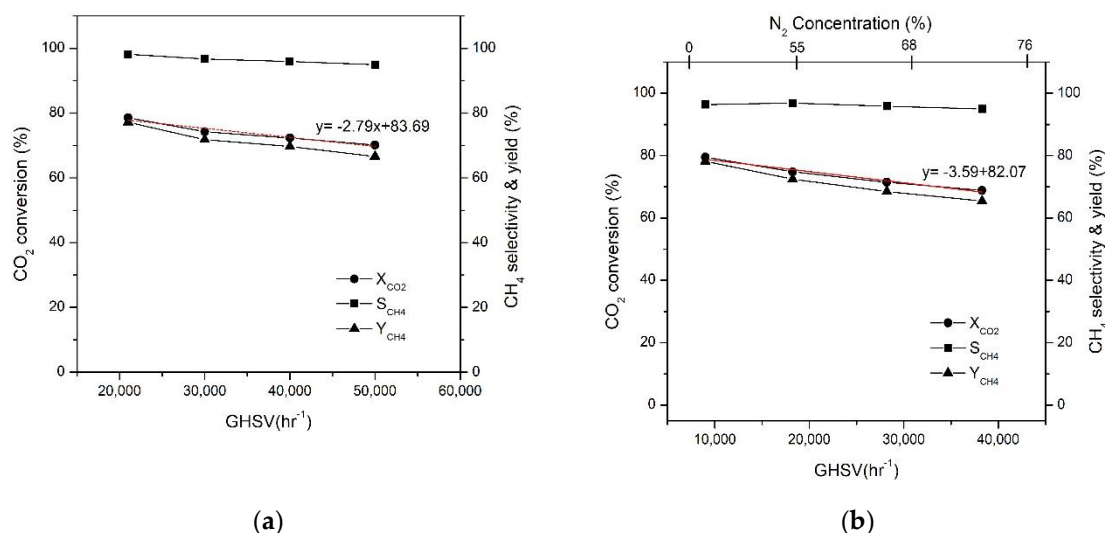 100
80
60
40
20
0
CO2 conversion (%)
y= -2.79x+83.69
XCO2
SCH4
YCH4
100
80
60
40
20
0
CH4 selectivity & yield (%)
20,000 30,000 40,000 50,000 60,000
GHSV(hr-1)
(a)
N2 Concentration (%)
0 55 68 76
100
80
60
40
20
0
CO2 conversion (%)
y= -3.59+82.07
XCO2
SCH4
YCH4
100
80
60
40
20
0
CH4 selectivity & yield (%)
10,000 20,000 30,000 40,000
GHSV(hr-1)
(b)